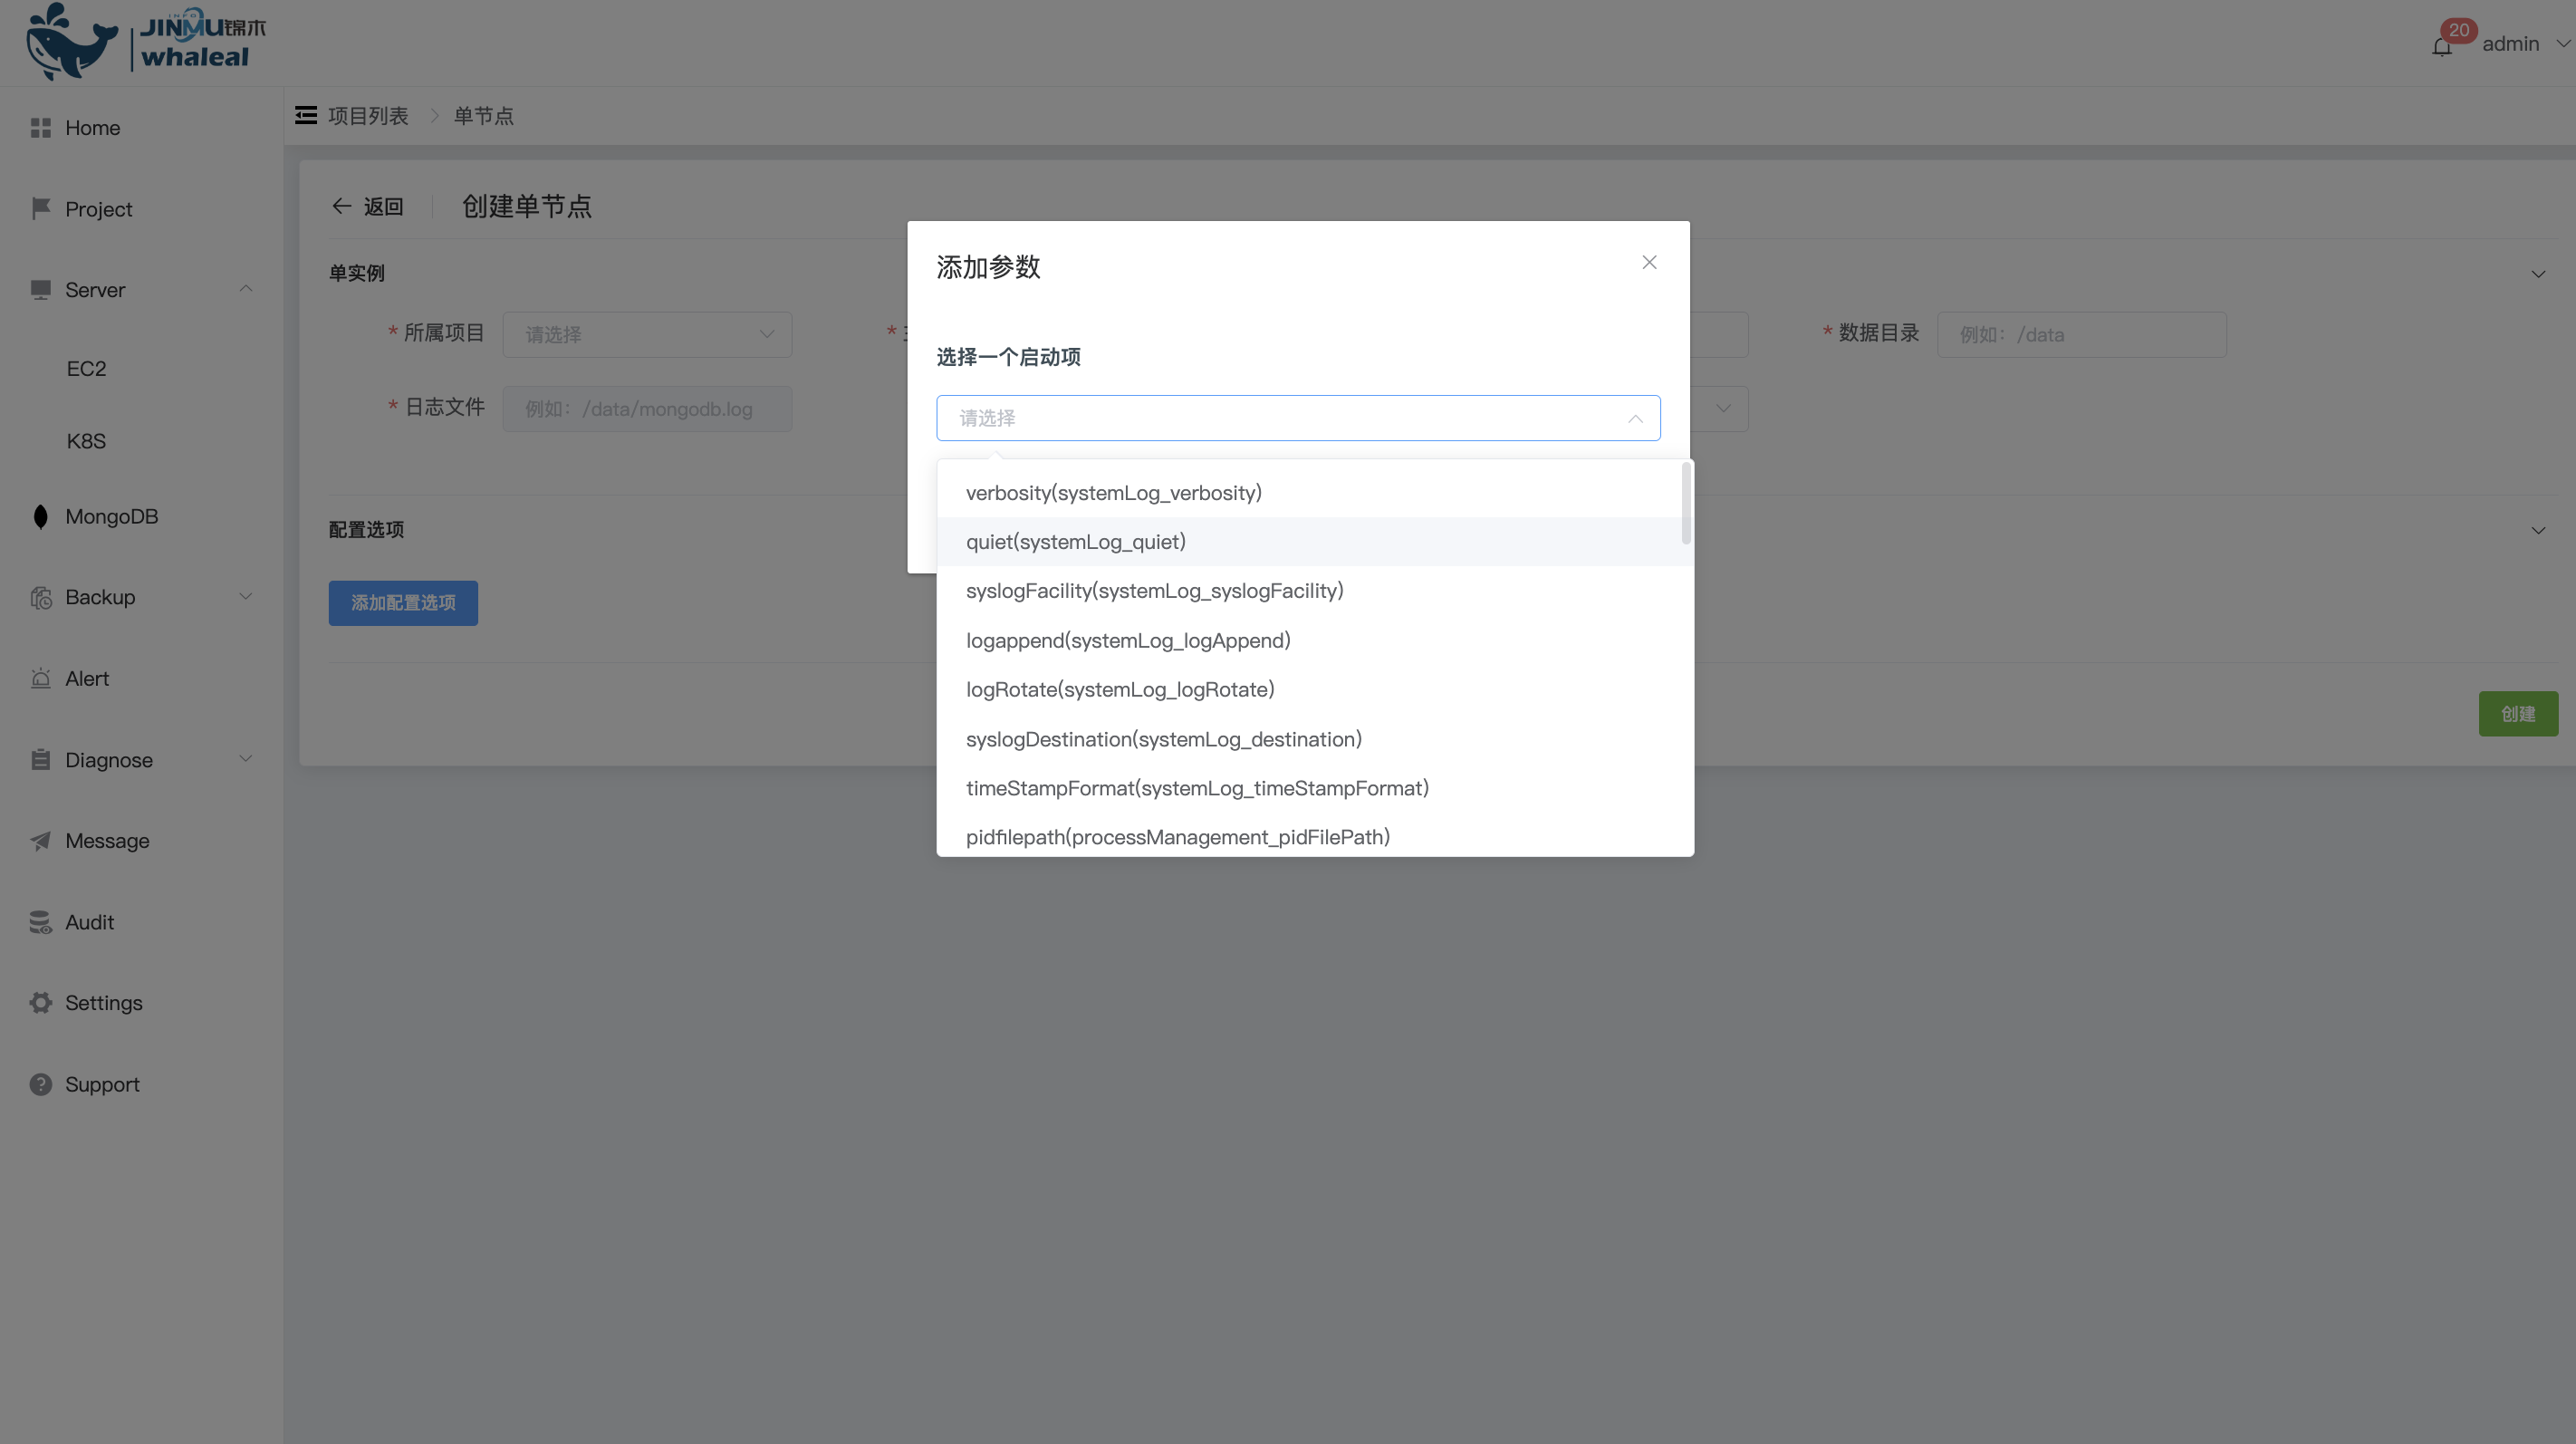 INFO
JINMU锦木
whaleal
20
admin
Home
Project
Server
EC2
K8S
MongoDB
Backup
Alert
Diagnose
Message
Audit
Settings
Support
项目列表
单节点
返回
创建单节点
单实例
* 所属项目
请选择
*
* 数据目录
例如：/data
* 日志文件
例如：/data/mongodb.log
配置选项
添加配置选项
创建
添加参数
选择一个启动项
请选择
verbosity(systemLog_verbosity)
quiet(systemLog_quiet)
syslogFacility(systemLog_syslogFacility)
logappend(systemLog_logAppend)
logRotate(systemLog_logRotate)
syslogDestination(systemLog_destination)
timeStampFormat(systemLog_timeStampFormat)
pidfilepath(processManagement_pidFilePath)